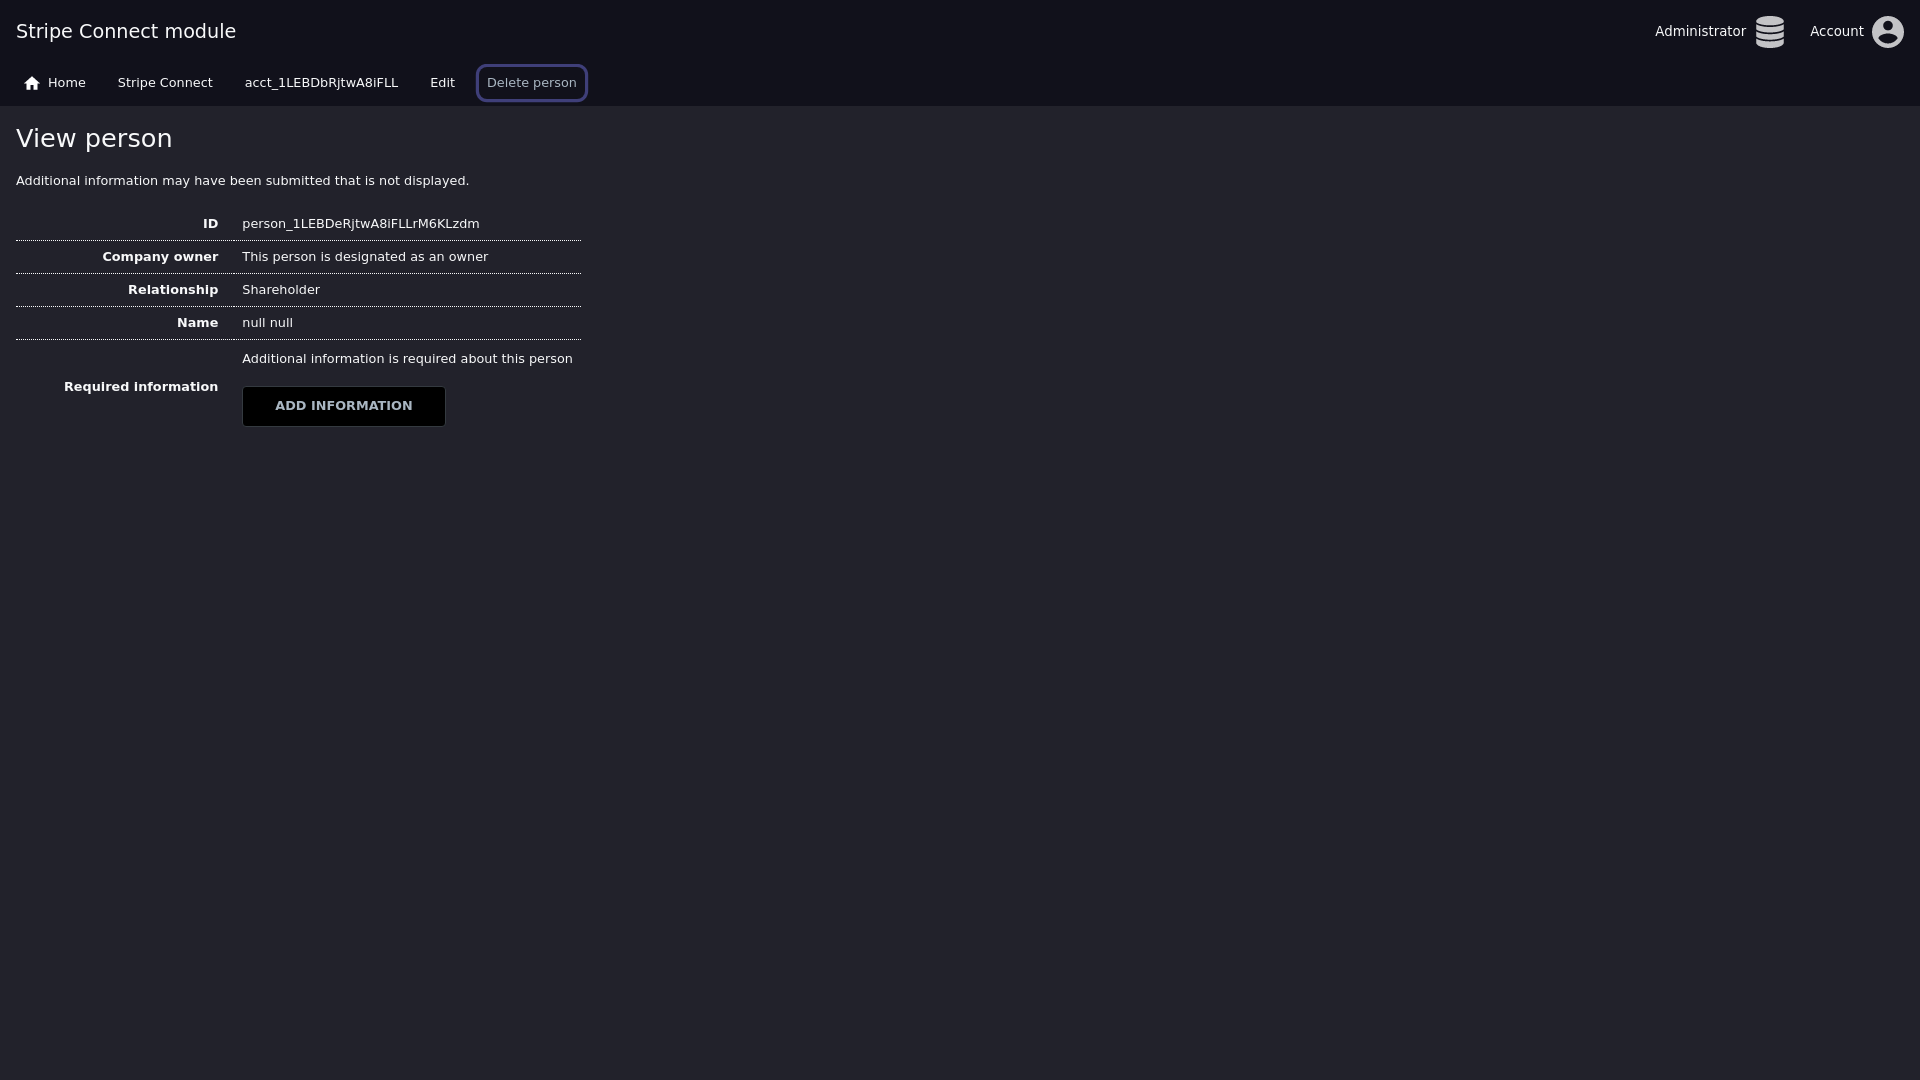 Stripe Connect module
Administrator
Account
Home
Stripe Connect
acct_1LEBDbRjtwA8iFLL
Edit
Delete person
View person
Additional information may have been submitted that is not displayed.
ID person_1LEBDeRjtwA8iFLLrM6KLzdm
Company owner This person is designated as an owner
Relationship Shareholder
Name null null
Required information
Additional information is required about this person
ADD INFORMATION